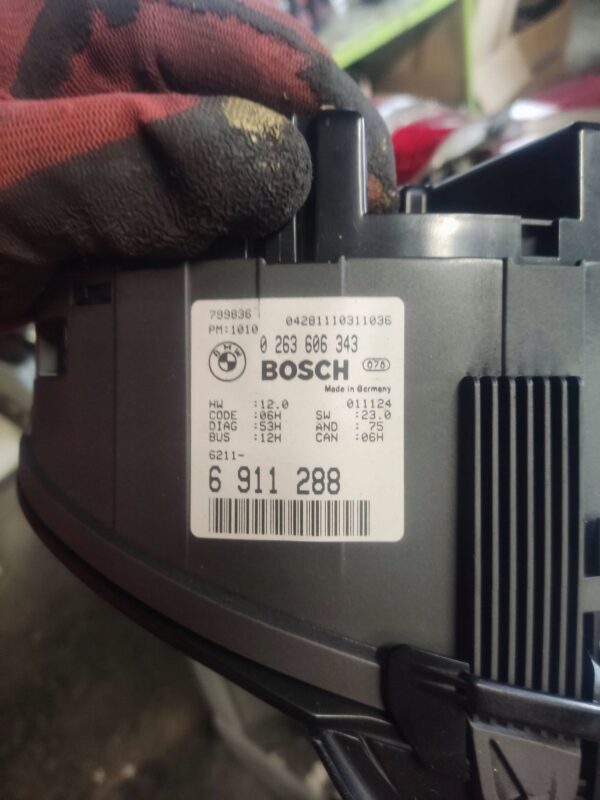 799836 04281110311036
PM:1010
BMW 0 263 606 343
BOSCH 078
Made in Germany
HW :12.0 011124
CODE :06H SW :23.0
DIAG :53H AND : 75
BUS :12H CAN :06H
6211-
6 911 288